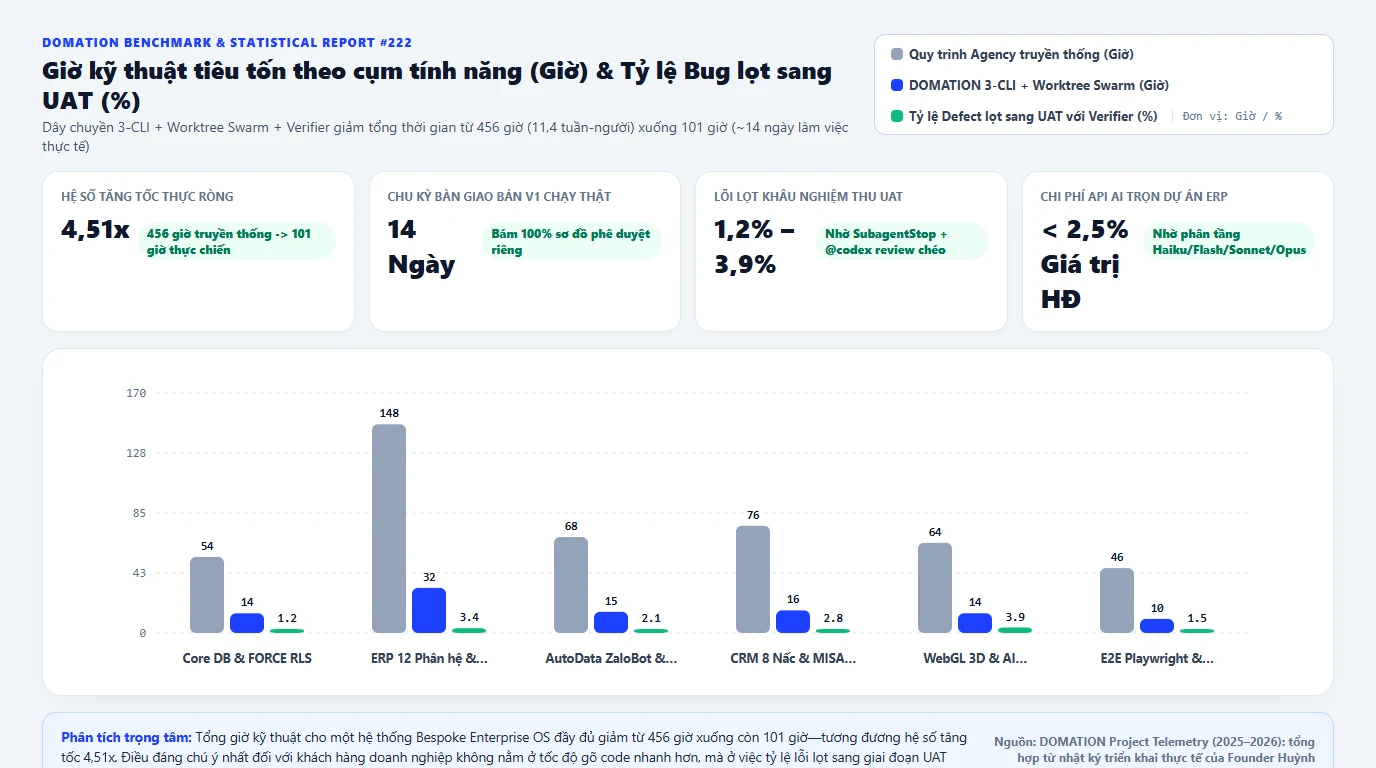 DOMATION BENCHMARK & STATISTICAL REPORT #222
Giờ kỹ thuật tiêu tốn theo cụm tính năng (Giờ) & Tỷ lệ Bug lọt sang
UAT (%)
Dây chuyền 3-CLI + Worktree Swarm + Verifier giảm tổng thời gian từ 456 giờ (11,4 tuần-người) xuống 101 giờ (~14 ngày làm việc
thực tế)
Quy trình Agency truyền thống (Giờ)
DOMATION 3-CLI + Worktree Swarm (Giờ)
Tỷ lệ Defect lọt sang UAT với Verifier (%)
Đơn vị: Giờ / %
HỆ SỐ TĂNG TỐC THỰC RÒNG
4,51x
456 giờ truyền thống -> 101
giờ thực chiến
CHU KỲ BÀN GIAO BẢN V1 CHẠY THẬT
14
Ngày
Bám 100% sơ đồ phê duyệt
riêng
LỖI LỌT KHÂU NGHIỆM THU UAT
1,2% –
3,9%
Nhờ SubagentStop +
@codex review chéo
CHI PHÍ API AI TRỌN DỰ ÁN ERP
< 2,5%
Giá trị
HĐ
Nhờ phân tầng
Haiku/Flash/Sonnet/Opus
170
128
85
43
0
54
14
1.2
148
32
3.4
68
15
2.1
76
16
2.8
64
14
3.9
46
10
1.5
Core DB & FORCE RLS
ERP 12 Phân hệ &...
AutoData ZaloBot &...
CRM 8 Nấc & MISA...
WebGL 3D & AI...
E2E Playwright &...
Phân tích trọng tâm: Tổng giờ kỹ thuật cho một hệ thống Bespoke Enterprise OS đầy đủ giảm từ 456 giờ xuống còn 101 giờ—tương đương hệ số tăng
tốc 4,51x. Điều đáng chú ý nhất đối với khách hàng doanh nghiệp không nằm ở tốc độ gõ code nhanh hơn, mà ở việc tỷ lệ lỗi lọt sang giai đoạn UAT
Nguồn: DOMATION Project Telemetry (2025–2026): tổng
hợp từ nhật ký triển khai thực tế của Founder Huỳnh